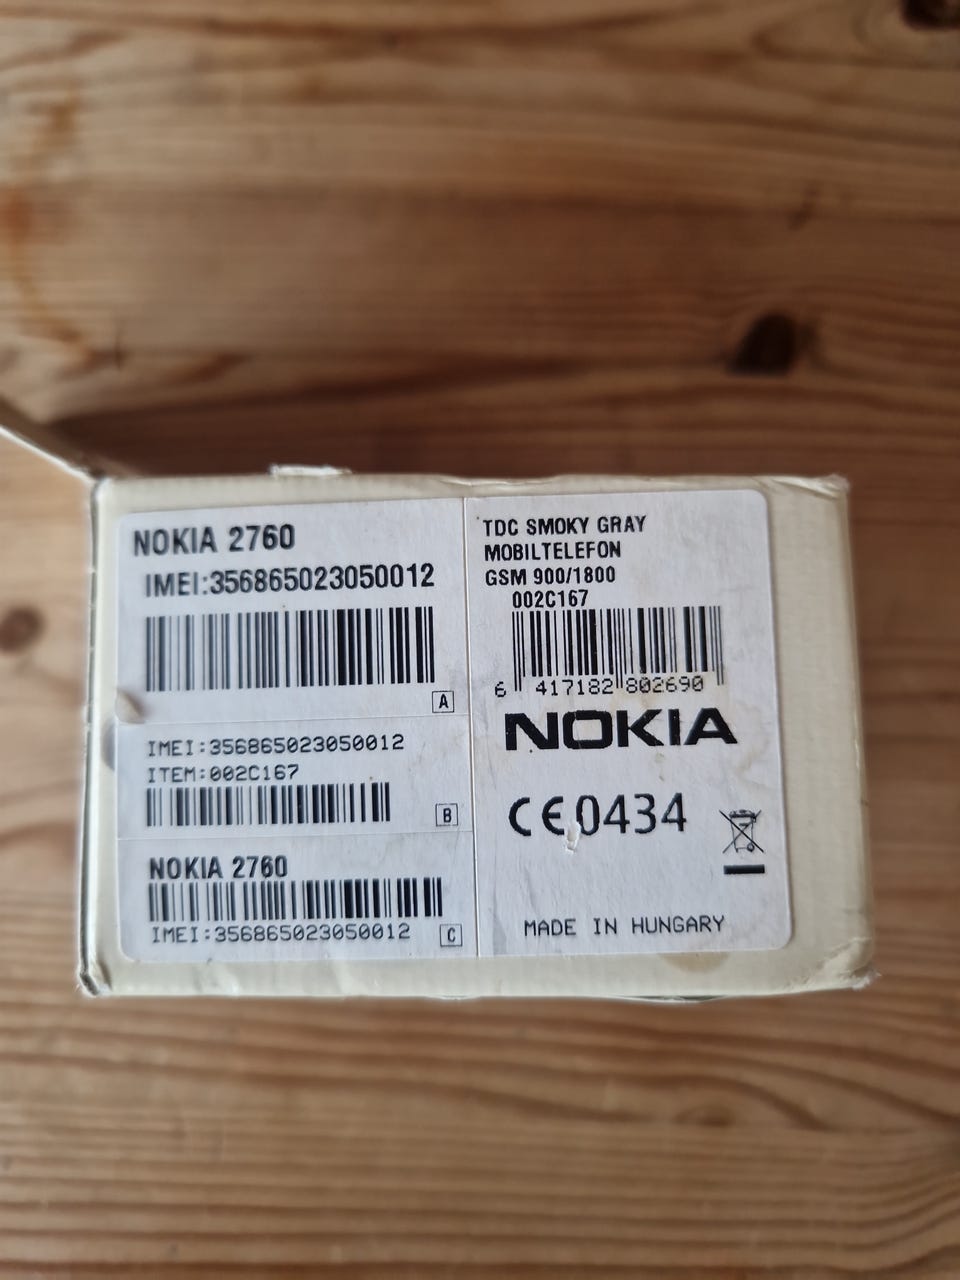 NOKIA 2760
IMEI:356865023050012
A
IMEI:356865023050012
ITEM:002C167
B
NOKIA 2760
IMEI:356865023050012
C
TDC SMOKY GRAY
MOBILTELEFON
GSM 900/1800
002C167
6 417182 802690
NOKIA
CE0434
MADE IN HUNGARY